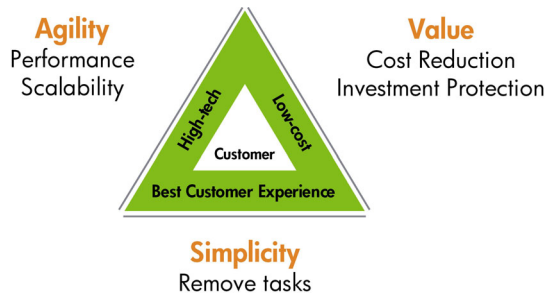 Agility
Performance
Scalability
Value
Cost Reduction
Investment Protection
High-tech
Low-cost
Customer
Best Customer Experience
Simplicity
Remove tasks